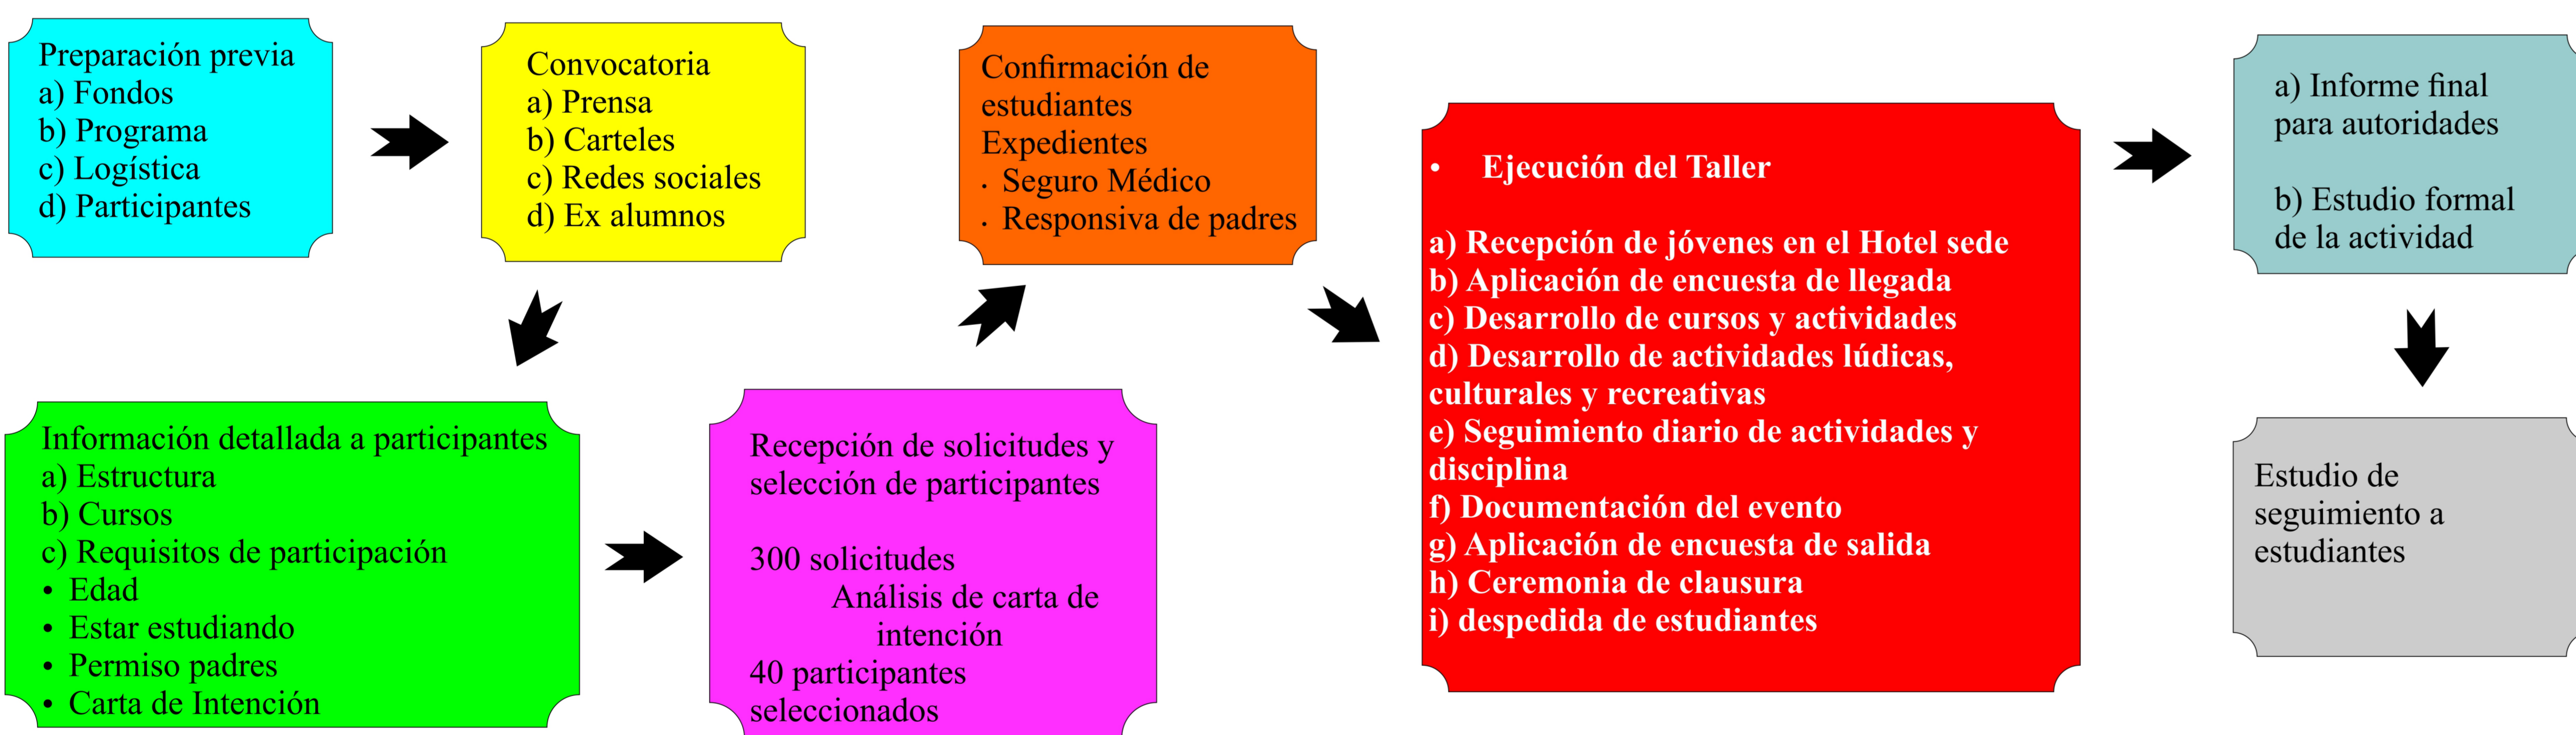 Preparación previa
a) Fondos
b) Programa
c) Logística
d) Participantes
Convocatoria
a) Prensa
b) Carteles
c) Redes sociales
d) Ex alumnos
Información detallada a participantes
a) Estructura
b) Cursos
c) Requisitos de participación
• Edad
• Estar estudiando
• Permiso padres
• Carta de Intención
Recepción de solicitudes y
selección de participantes
300 solicitudes
Análisis de carta de
intención
40 participantes
seleccionados
Confirmación de
estudiantes
Expedientes
· Seguro Médico
· Responsiva de padres
• Ejecución del Taller
a) Recepción de jóvenes en el Hotel sede
b) Aplicación de encuesta de llegada
c) Desarrollo de cursos y actividades
d) Desarrollo de actividades lúdicas,
culturales y recreativas
e) Seguimiento diario de actividades y
disciplina
f) Documentación del evento
g) Aplicación de encuesta de salida
h) Ceremonia de clausura
i) despedida de estudiantes
a) Informe final
para autoridades
b) Estudio formal
de la actividad
Estudio de
seguimiento a
estudiantes